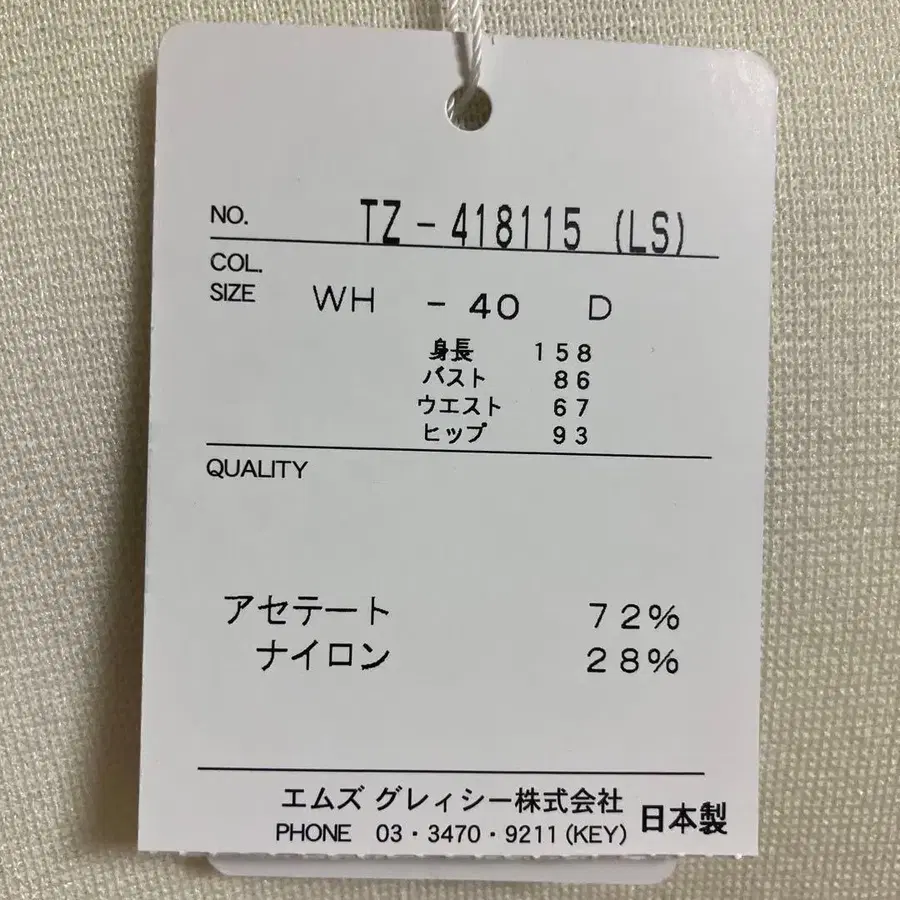 NO. TZ-418115 (LS)
COL.
SIZE WH - 40 D
身長 158
バスト 86
ウエスト 67
ヒップ 93
QUALITY
アセテート 72%
ナイロン 28%
エムズ グレィシー株式会社
PHONE 03・3470・9211(KEY) 日本製